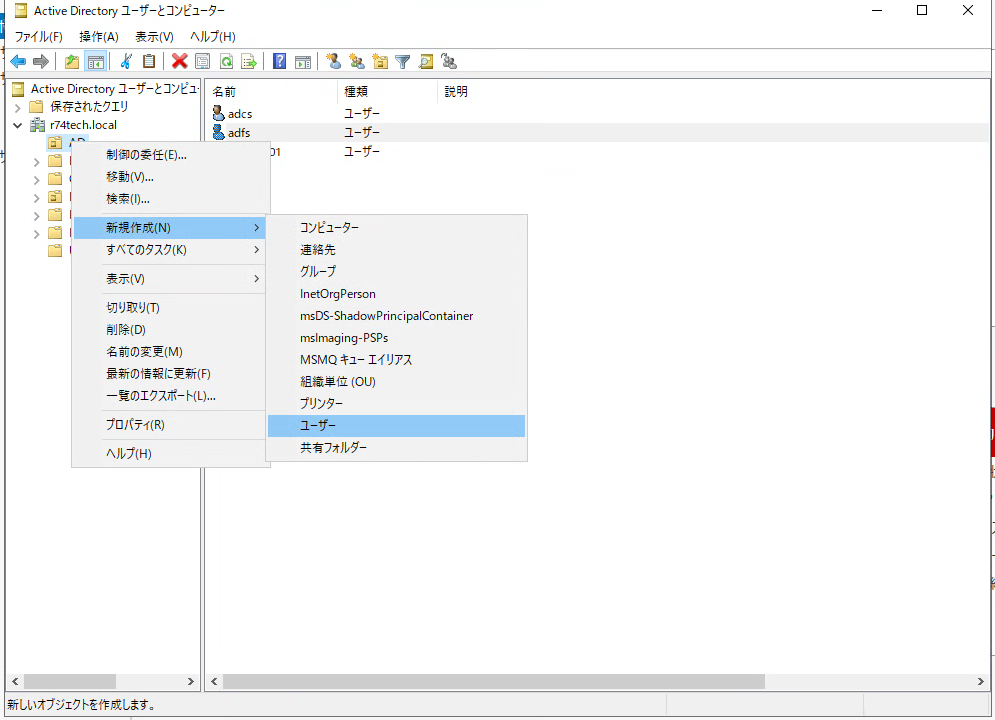 Active Directory ユーザーとコンピューター
ファイル(F) 操作(A) 表示(V) ヘルプ(H)
Active Directory ユーザーとコンピュ
保存されたクエリ
r74tech.local
名前 種類 説明
adcs ユーザー
adfs ユーザー
01 ユーザー
制御の委任(E)...
移動(V)...
検索(I)...
新規作成(N)
すべてのタスク(K)
表示(V)
切り取り(T)
削除(D)
名前の変更(M)
最新の情報に更新(F)
一覧のエクスポート(L)...
プロパティ(R)
ヘルプ(H)
コンピューター
連絡先
グループ
InetOrgPerson
msDS-ShadowPrincipalContainer
msImaging-PSPs
MSMQ キュー エイリアス
組織単位 (OU)
プリンター
ユーザー
共有フォルダー
新しいオブジェクトを作成します。